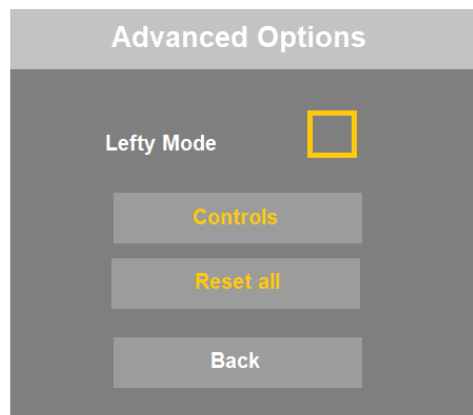 Advanced Options
Lefty Mode
Controls
Reset all
Back